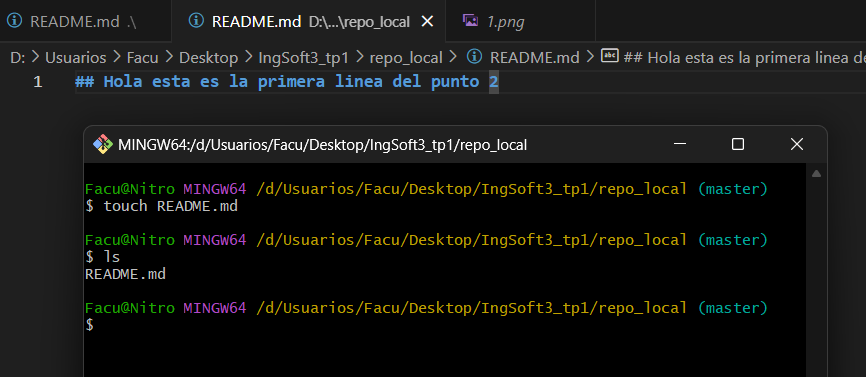 README.md .\
README.md D:\...\repo_local
1.png
D: > Usuarios > Facu > Desktop > IngSoft3_tp1 > repo_local > README.md > abc ## Hola esta es la primera linea de
1 ## Hola esta es la primera linea del punto 2
MINGW64:/d/Usuarios/Facu/Desktop/IngSoft3_tp1/repo_local
Facu@Nitro MINGW64 /d/Usuarios/Facu/Desktop/IngSoft3_tp1/repo_local (master)
$ touch README.md
Facu@Nitro MINGW64 /d/Usuarios/Facu/Desktop/IngSoft3_tp1/repo_local (master)
$ ls
README.md
Facu@Nitro MINGW64 /d/Usuarios/Facu/Desktop/IngSoft3_tp1/repo_local (master)
$